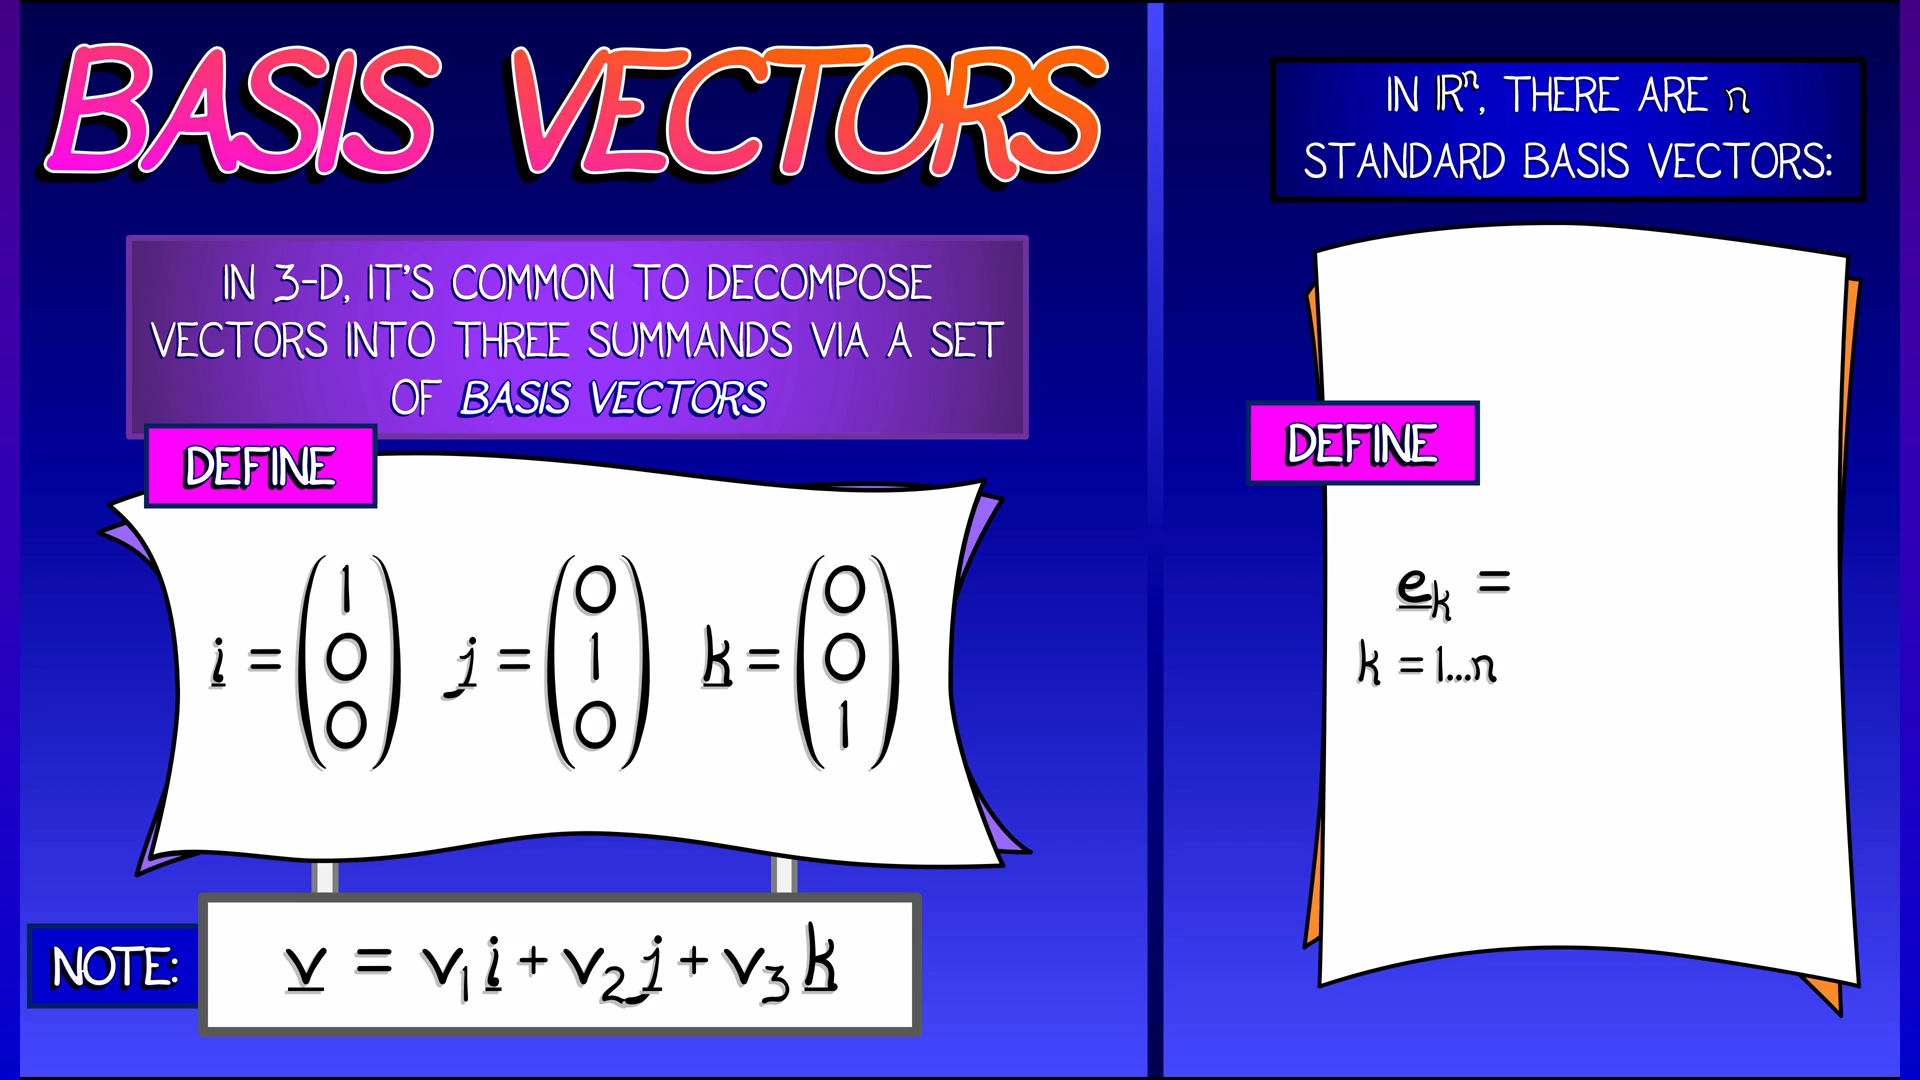 BASIS VECTORS
IN 3-D, IT'S COMMON TO DECOMPOSE
VECTORS INTO THREE SUMMANDS VIA A SET
OF BASIS VECTORS
DEFINE
i = (1 0 0) j = (0 1 0) k = (0 0 1)
NOTE: v = v₁i + v₂j + v₃k
IN ℝⁿ, THERE ARE n
STANDARD BASIS VECTORS:
DEFINE
eₖ =
k = 1...n